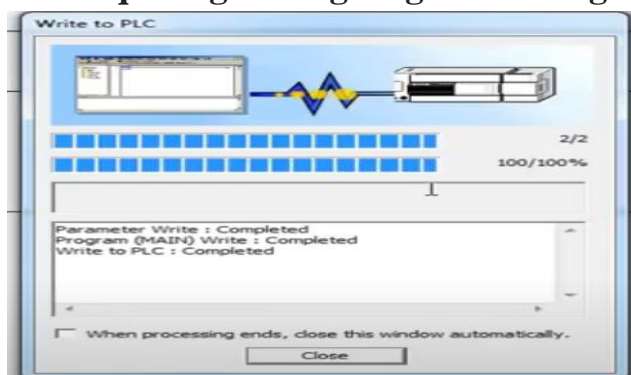 Write to PLC
2/2
100/100%
Parameter Write : Completed
Program (MAIN) Write : Completed
Write to PLC : Completed
When processing ends, close this window automatically.
Close